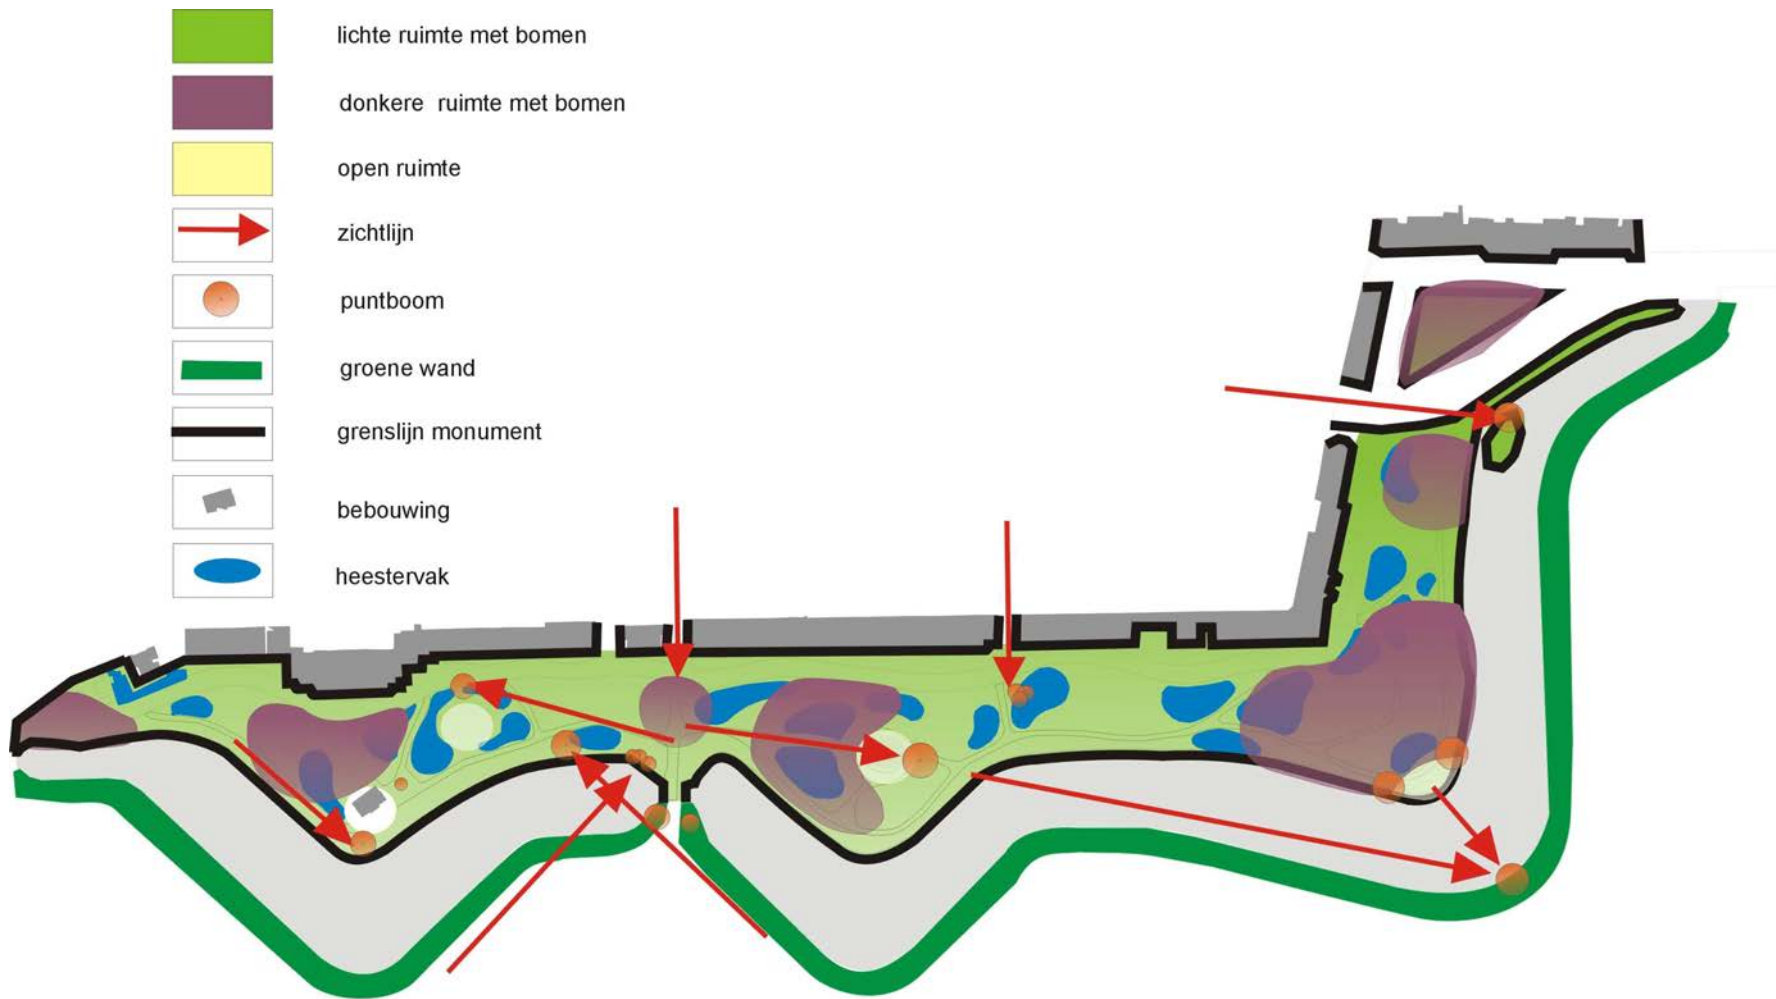 lichte ruimte met bomen
donkere ruimte met bomen
open ruimte
zichtlijn
puntboom
groene wand
grenslijn monument
bebouwing
heestervak